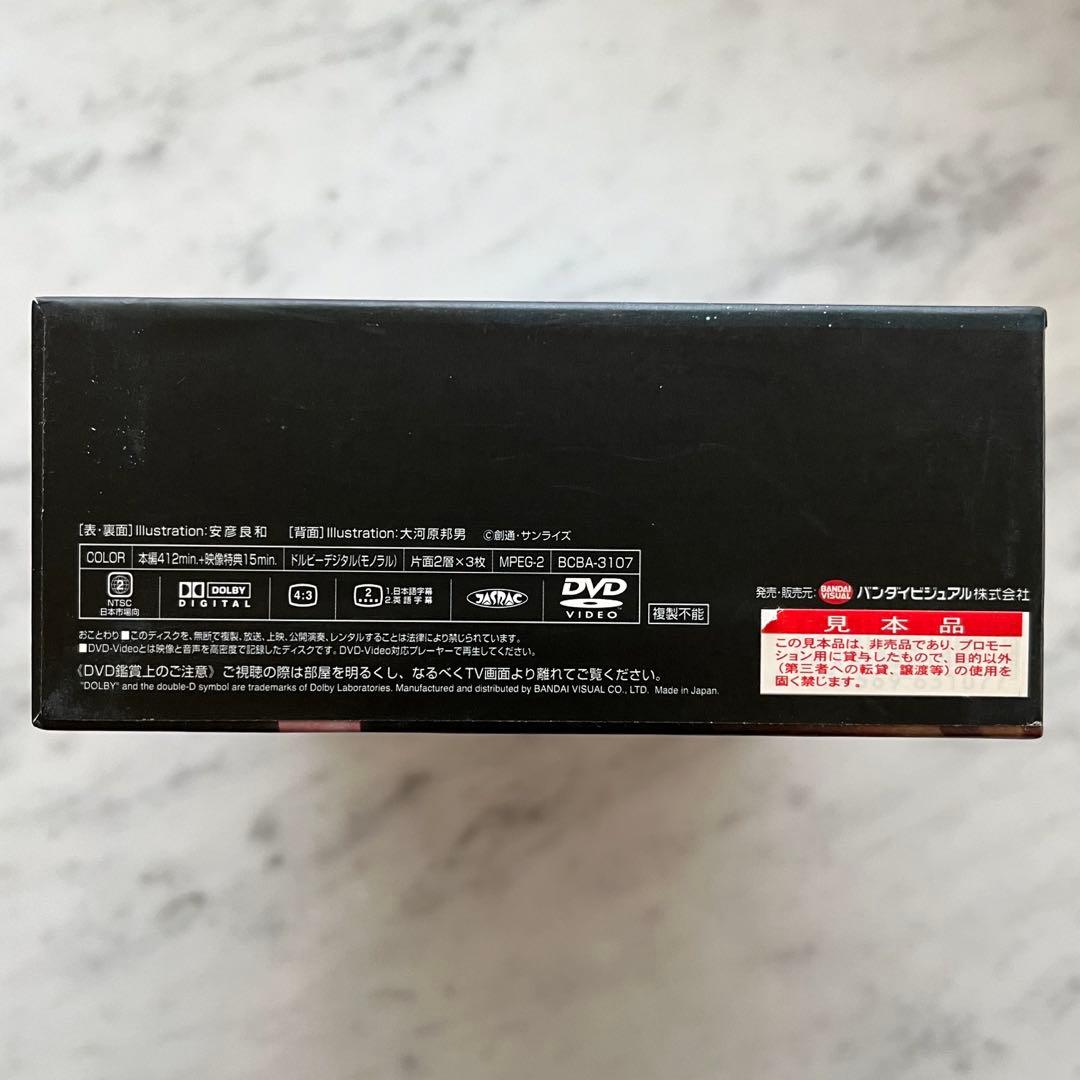 [表・裏面]Illustration:安彦良和 [背面]Illustration:大河原邦男 ©創通・サンライズ
COLOR 本編412min.+映像特典15min. ドルビーデジタル(モノラル) 片面2層×3枚 MPEG-2 BCBA-3107
2 NTSC 日本市場向
DOLBY DIGITAL
4:3
2 1.日本語字幕 2.英語字幕
JASRAC
DVD VIDEO
複製不能
おことわり■このディスクを、無断で複製、放送、上映、公開演奏、レンタルすることは法律により禁じられています。
■DVD-Videoとは映像と音声を高密度で記録したディスクです。DVD-Video対応プレーヤーで再生してください。
《DVD鑑賞上のご注意》ご視聴の際は部屋を明るくし、なるべくTV画面より離れてご覧ください。
"DOLBY" and the double-D symbol are trademarks of Dolby Laboratories. Manufactured and distributed by BANDAI VISUAL CO., LTD. Made in Japan.
発売・販売元: BANDAI VISUAL バンダイビジュアル株式会社
見本品
この見本品は、非売品であり、プロモー
ション用に貸与したもので、目的以外
(第三者への転貸、譲渡等)の使用を
固く禁じます。